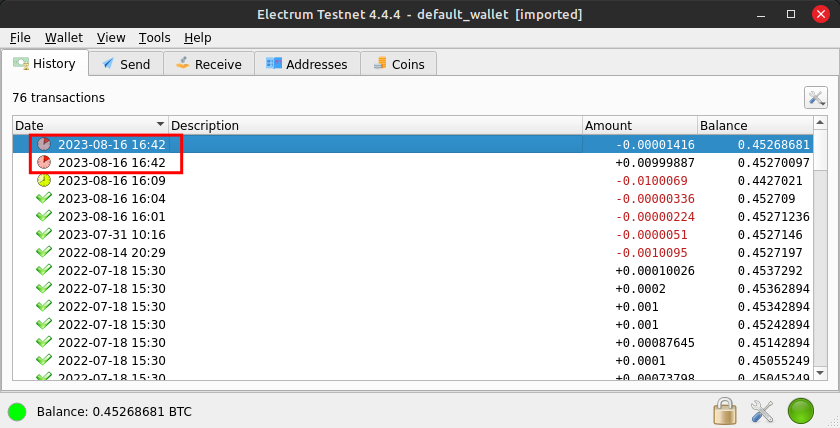 Electrum Testnet 4.4.4 - default_wallet [imported]
File Wallet View Tools Help
History Send Receive Addresses Coins
76 transactions
Date Description Amount Balance
2023-08-16 16:42 -0.00001416 0.45268681
2023-08-16 16:42 +0.00999887 0.45270097
2023-08-16 16:09 -0.0100069 0.4427021
2023-08-16 16:04 -0.00000336 0.452709
2023-08-16 16:01 -0.00000224 0.45271236
2023-07-31 10:16 -0.0000051 0.4527146
2022-08-14 20:29 -0.0010095 0.4527197
2022-07-18 15:30 +0.00010026 0.4537292
2022-07-18 15:30 +0.0002 0.45362894
2022-07-18 15:30 +0.001 0.45342894
2022-07-18 15:30 +0.001 0.45242894
2022-07-18 15:30 +0.00087645 0.45142894
2022-07-18 15:30 +0.0001 0.45055249
2022-07-18 15:30 +0.00073798 0.45045249
Balance: 0.45268681 BTC